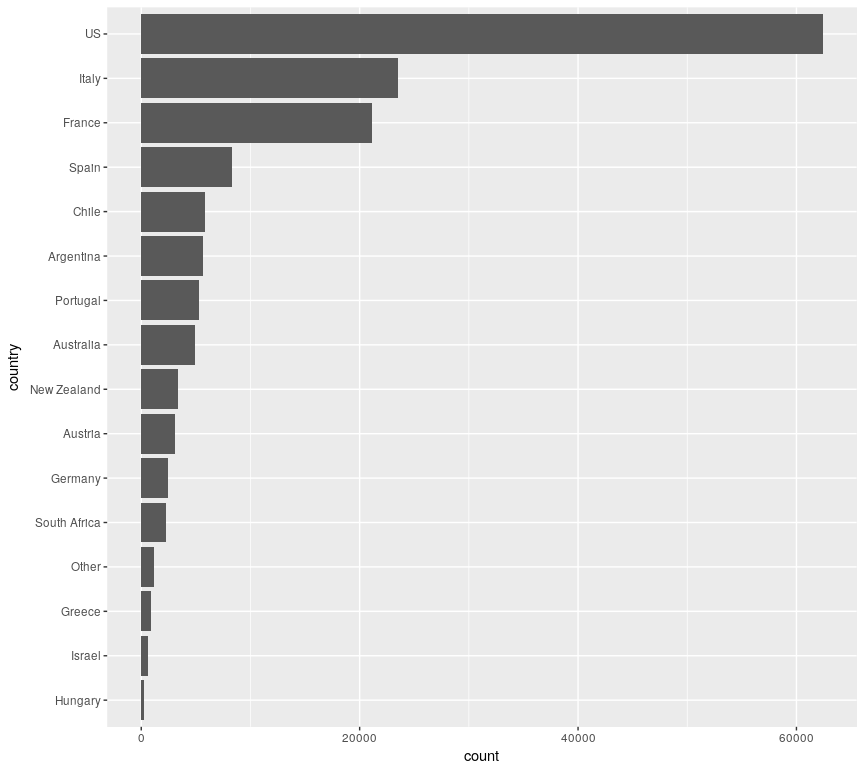 US
Italy
France
Spain
Chile
Argentina
Portugal
Australia
New Zealand
Austria
Germany
South Africa
Other
Greece
Israel
Hungary
country
0 20000 40000 60000
count